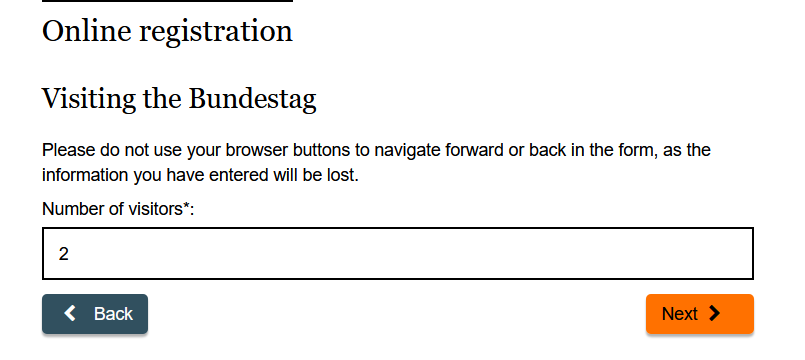 Online registration
Visiting the Bundestag
Please do not use your browser buttons to navigate forward or back in the form, as the
information you have entered will be lost.
Number of visitors*:
2
Back
Next